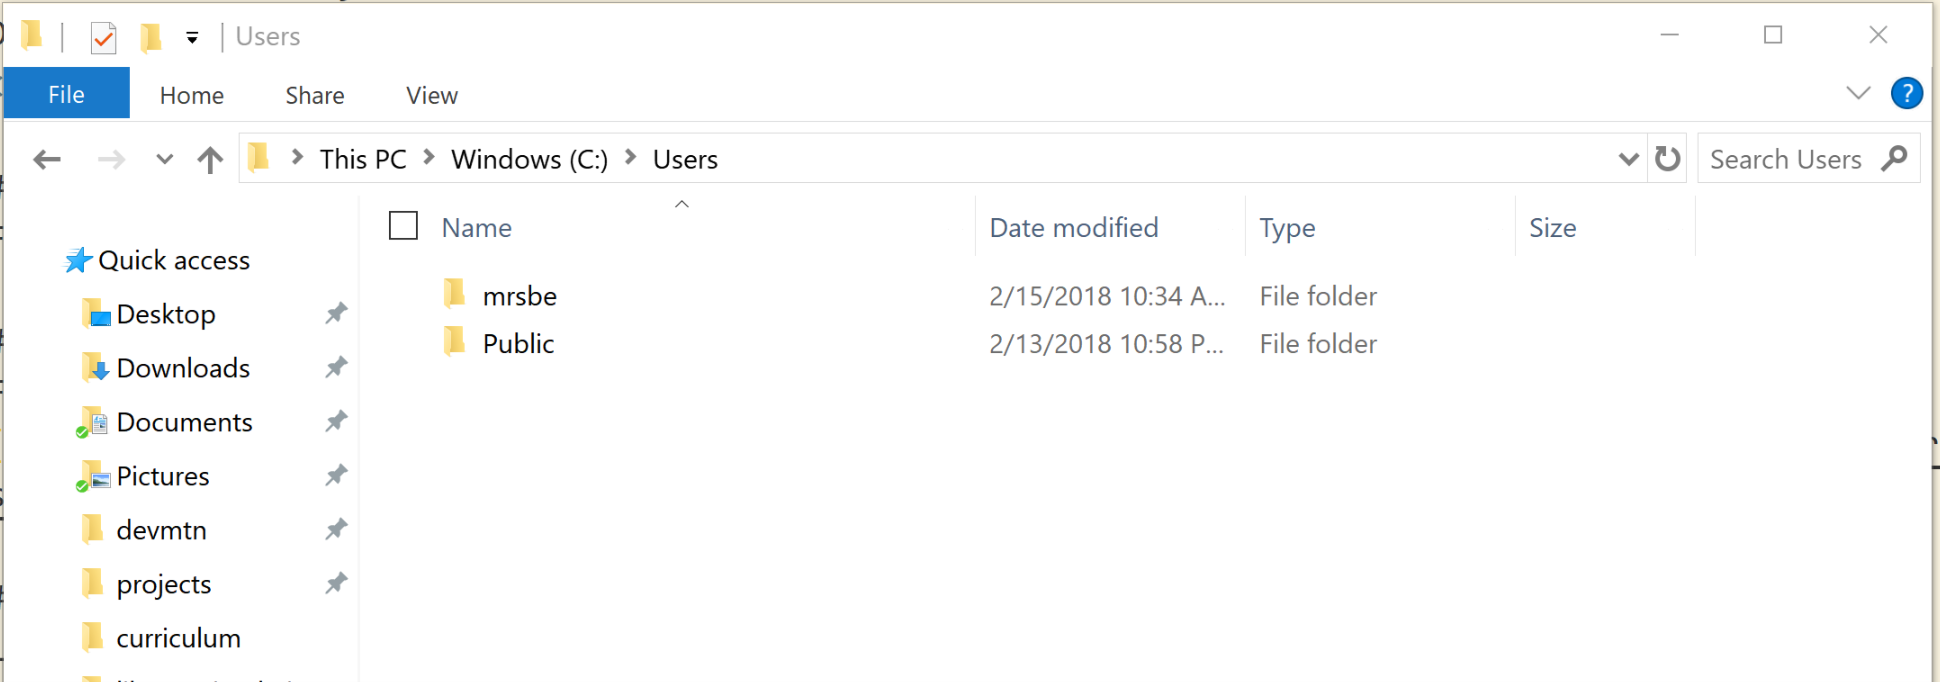 Users
File Home Share View ?
This PC Windows (C:) Users Search Users
Name Date modified Type Size
Quick access
mrsbe 2/15/2018 10:34 A... File folder
Desktop
Public 2/13/2018 10:58 P... File folder
Downloads
Documents
Pictures
devmtn
projects
curriculum